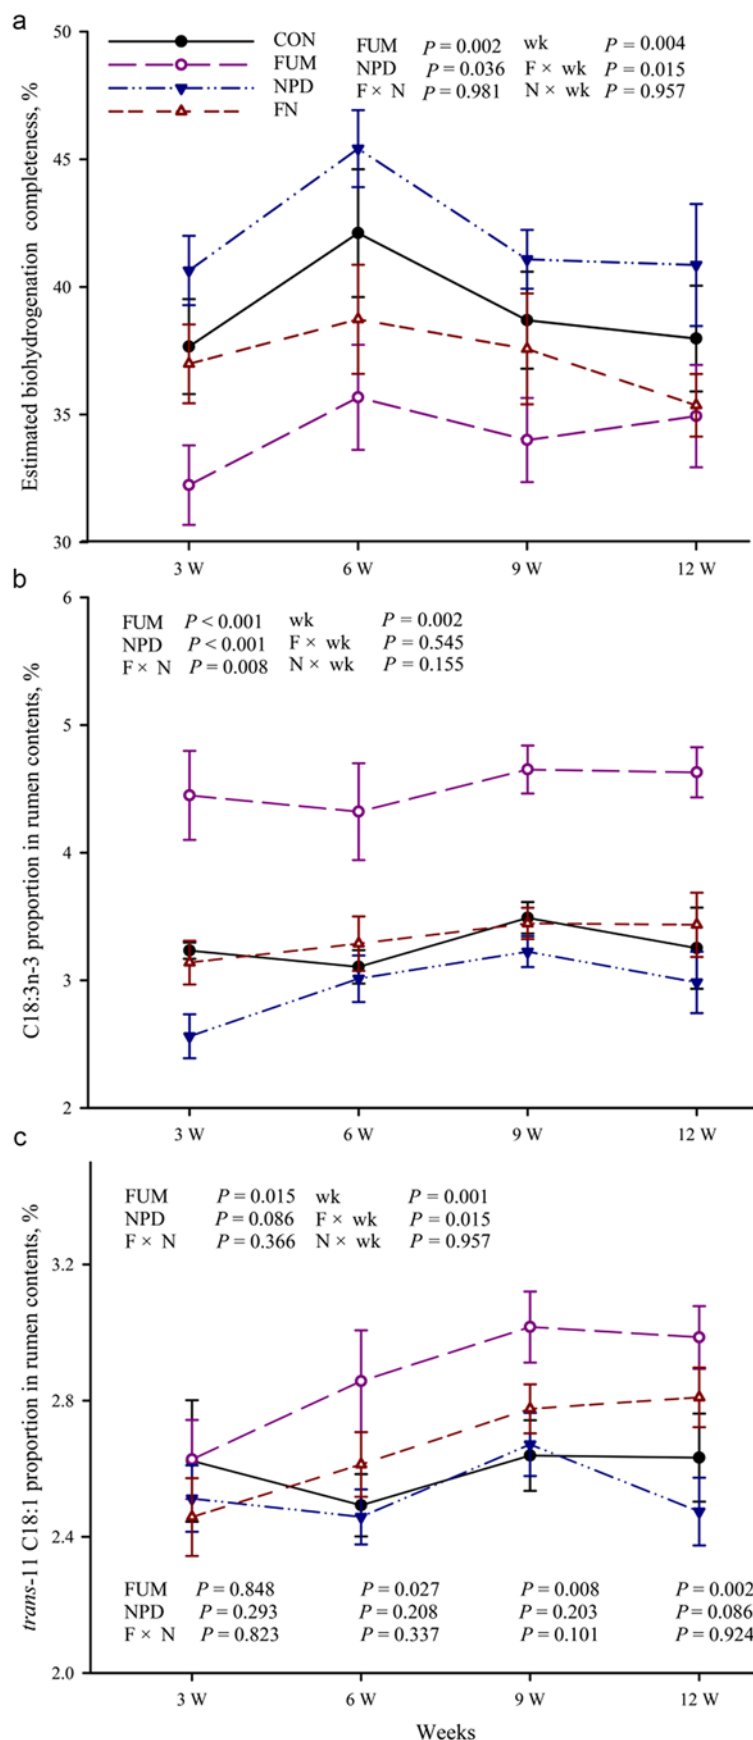 a
50
CON
FUM
NPD
FN
FUM P = 0.002 wk P = 0.004
NPD P = 0.036 F × wk P = 0.015
F × N P = 0.981 N × wk P = 0.957
45
40
35
30
Estimated biohydrogenation completeness, %
3 W 6 W 9 W 12 W
b
6
FUM P < 0.001 wk P = 0.002
NPD P < 0.001 F × wk P = 0.545
F × N P = 0.008 N × wk P = 0.155
5
4
3
2
C18:3n-3 proportion in rumen contents, %
3 W 6 W 9 W 12 W
c
FUM P = 0.015 wk P = 0.001
NPD P = 0.086 F × wk P = 0.015
F × N P = 0.366 N × wk P = 0.957
3.2
2.8
2.4
2.0
trans-11 C18:1 proportion in rumen contents, %
FUM P = 0.848 P = 0.027 P = 0.008 P = 0.002
NPD P = 0.293 P = 0.208 P = 0.203 P = 0.086
F × N P = 0.823 P = 0.337 P = 0.101 P = 0.924
3 W 6 W 9 W 12 W
Weeks